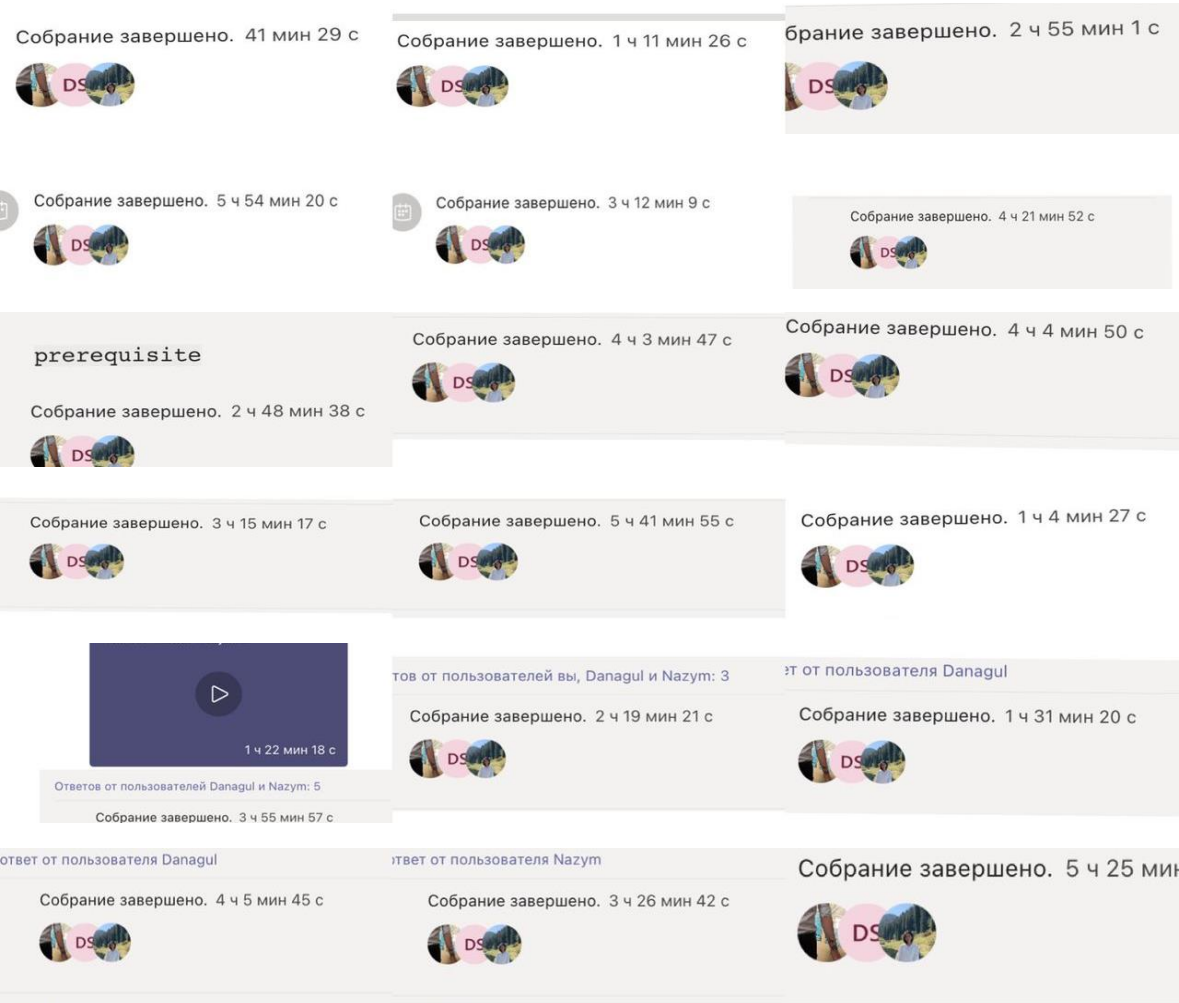 Собрание завершено. 41 мин 29 с
DS
Собрание завершено. 1 ч 11 мин 26 с
DS
брание завершено. 2 ч 55 мин 1 с
DS
Собрание завершено. 5 ч 54 мин 20 с
DS
Собрание завершено. 3 ч 12 мин 9 с
DS
Собрание завершено. 4 ч 21 мин 52 с
DS
prerequisite
Собрание завершено. 2 ч 48 мин 38 с
DS
Собрание завершено. 4 ч 3 мин 47 с
DS
Собрание завершено. 4 ч 4 мин 50 с
DS
Собрание завершено. 3 ч 15 мин 17 с
DS
Собрание завершено. 5 ч 41 мин 55 с
DS
Собрание завершено. 1 ч 4 мин 27 с
DS
1 ч 22 мин 18 с
Ответов от пользователей Danagul и Nazym: 5
Собрание завершено. 3 ч 55 мин 57 с
тов от пользователей вы, Danagul и Nazym: 3
Собрание завершено. 2 ч 19 мин 21 с
DS
ет от пользователя Danagul
Собрание завершено. 1 ч 31 мин 20 с
DS
ответ от пользователя Danagul
Собрание завершено. 4 ч 5 мин 45 с
DS
твет от пользователя Nazym
Собрание завершено. 3 ч 26 мин 42 с
DS
Собрание завершено. 5 ч 25 мин
DS